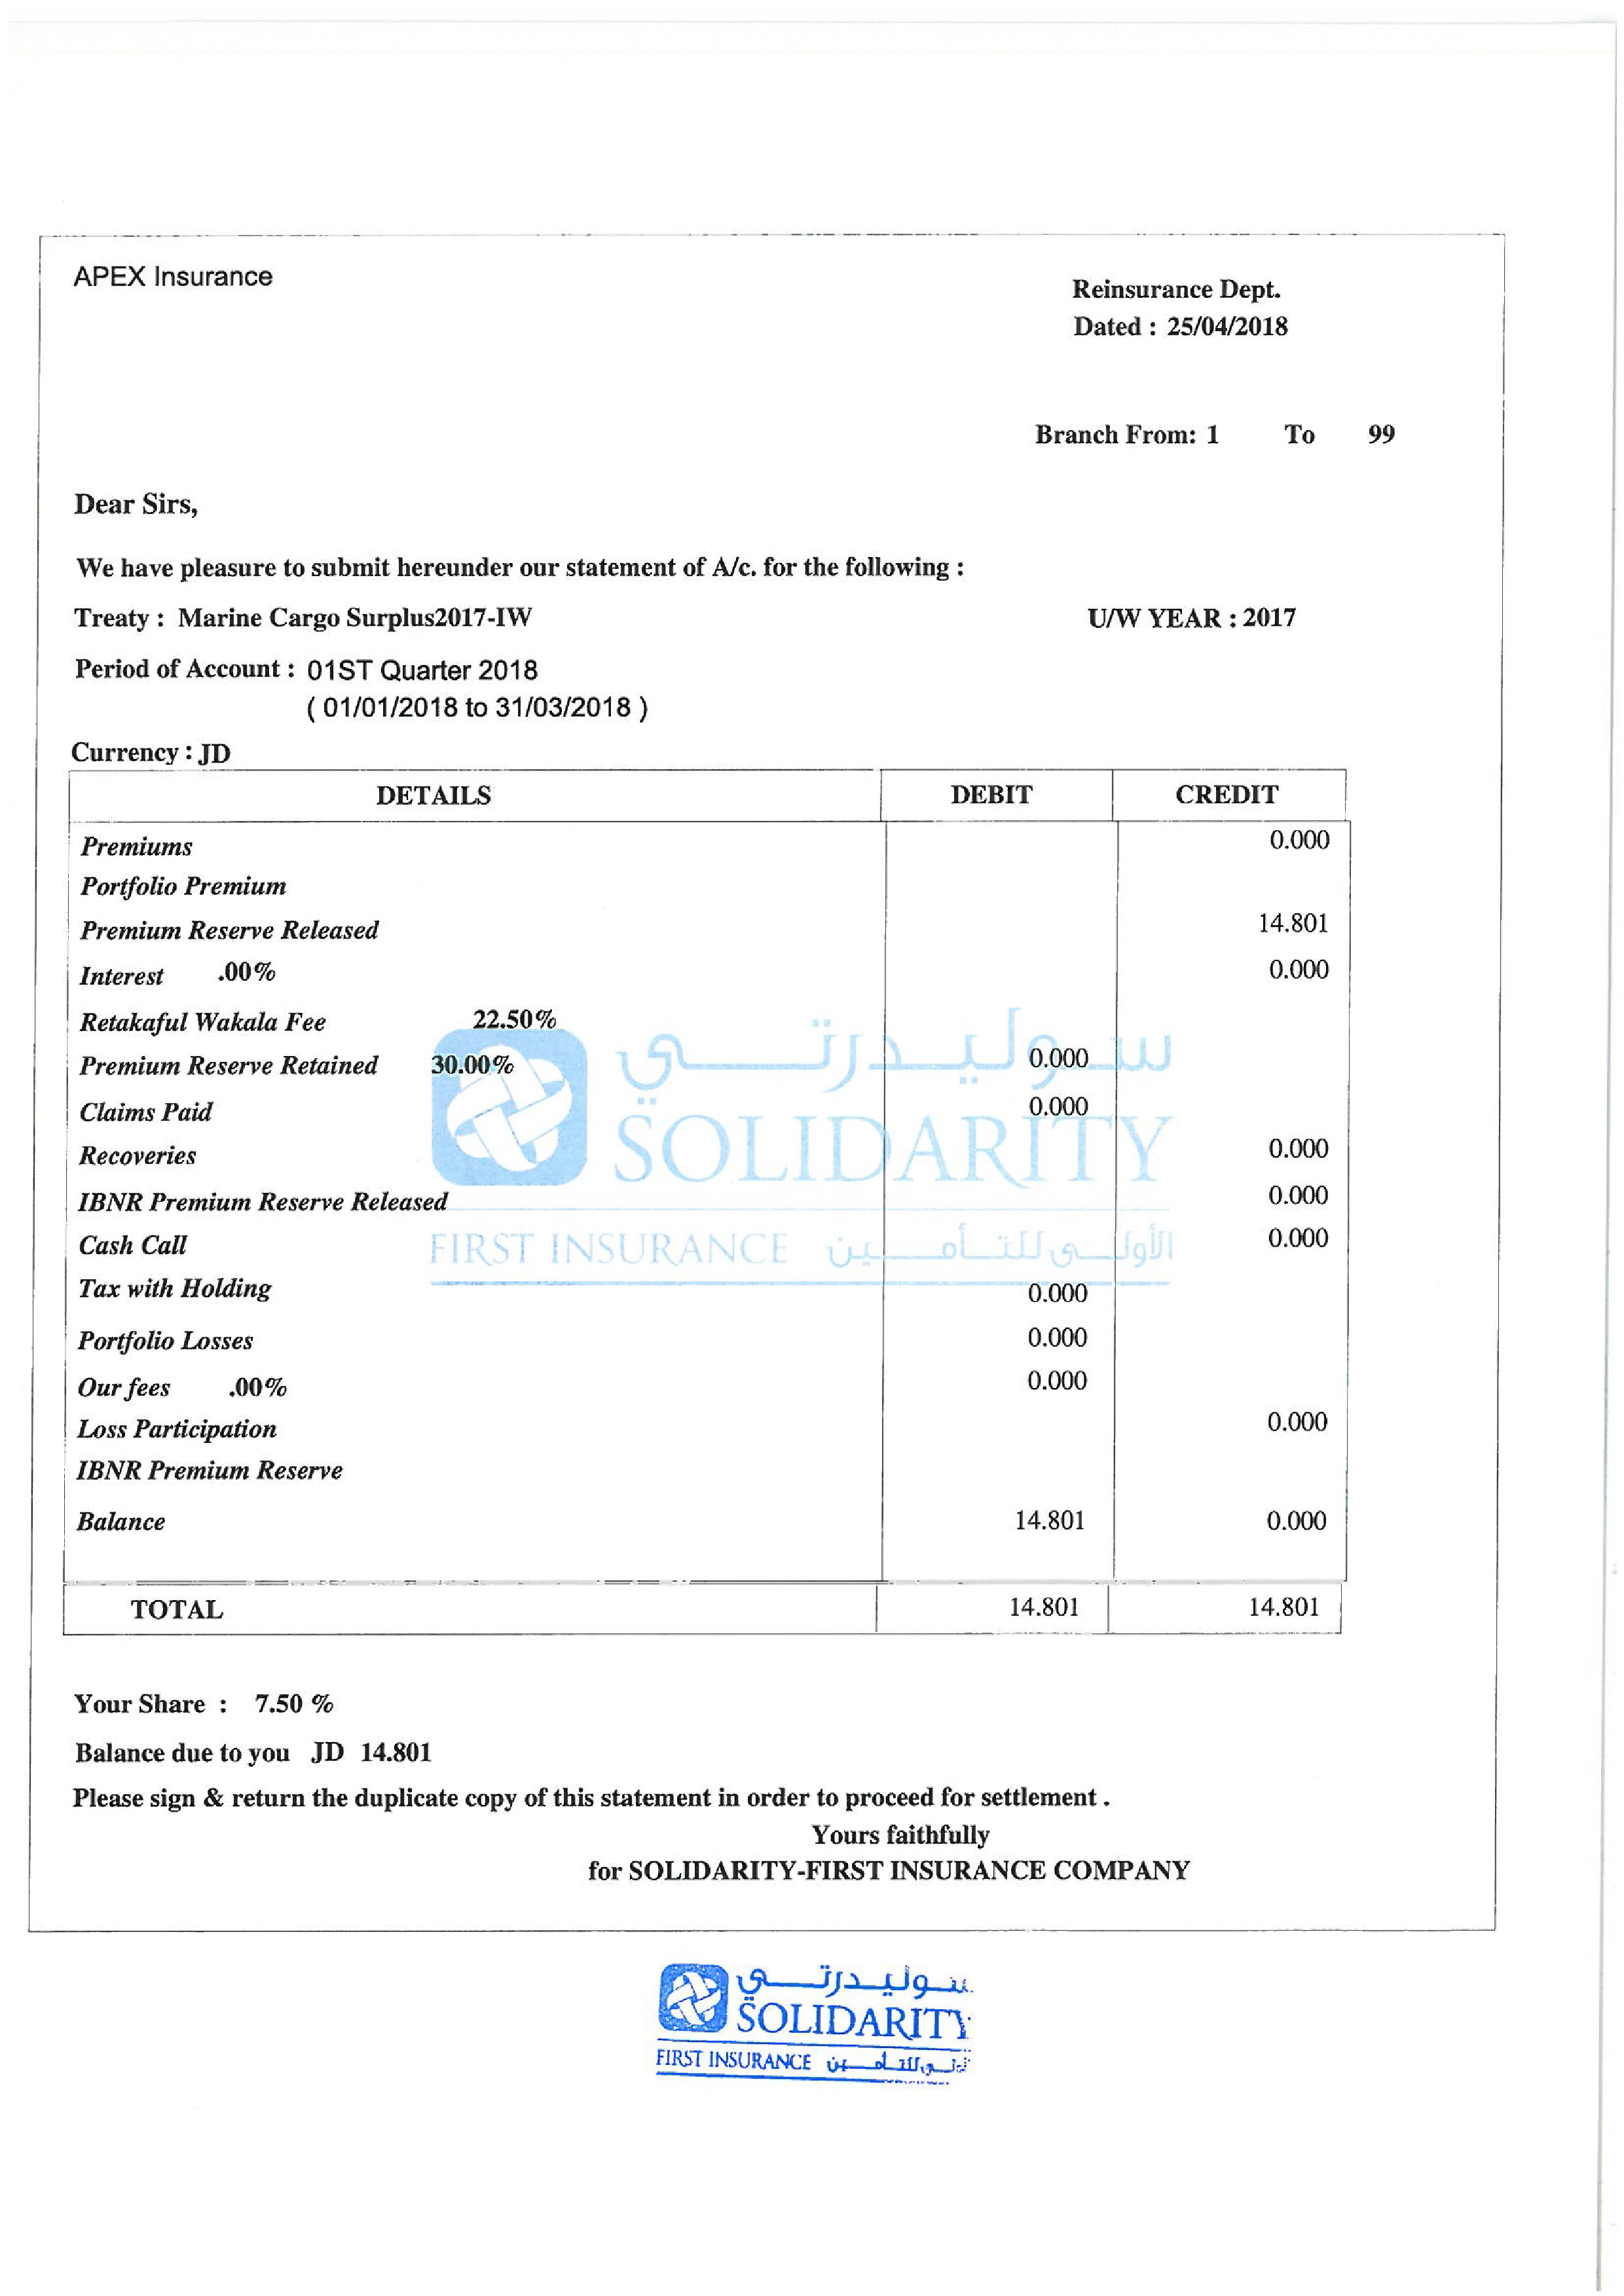 APEX Insurance
Reinsurance Dept.
Dated : 25/04/2018
Branch From: 1 To 99
Dear Sirs,
We have pleasure to submit hereunder our statement of A/c. for the following :
Treaty : Marine Cargo Surplus2017-IW U/W YEAR : 2017
Period of Account : 01ST Quarter 2018
( 01/01/2018 to 31/03/2018 )
Currency : JD
DETAILS DEBIT CREDIT
Premiums 0.000
Portfolio Premium
Premium Reserve Released 14.801
Interest .00% 0.000
Retakaful Wakala Fee 22.50%
Premium Reserve Retained 30.00% 0.000
Claims Paid 0.000
Recoveries 0.000
IBNR Premium Reserve Released 0.000
Cash Call 0.000
Tax with Holding 0.000
Portfolio Losses 0.000
Our fees .00% 0.000
Loss Participation 0.000
IBNR Premium Reserve
Balance 14.801 0.000
TOTAL 14.801 14.801
سوليدرتي
SOLIDARITY
FIRST INSURANCE الأولى للتأمين
Your Share : 7.50 %
Balance due to you JD 14.801
Please sign & return the duplicate copy of this statement in order to proceed for settlement .
Yours faithfully
for SOLIDARITY-FIRST INSURANCE COMPANY
سوليدرتي
SOLIDARITY
FIRST INSURANCE